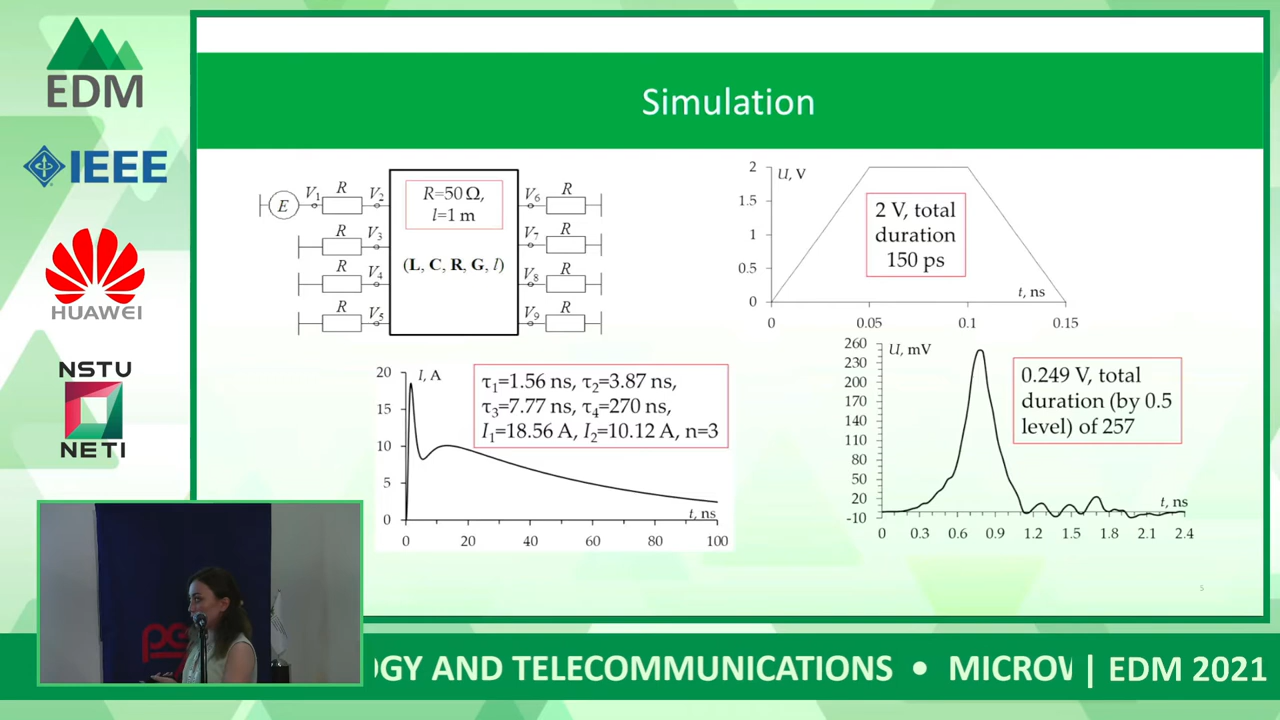 EDM
IEEE
HUAWEI
NSTU
NETI
Simulation
E
V1
R
V2
R
V3
R
V4
R
V5
R=50 Ω,
l=1 m
(L, C, R, G, l)
V6
R
V7
R
V8
R
V9
R
2
1.5
1
0.5
0
U, V
2 V, total
duration
150 ps
t, ns
0
0.05
0.1
0.15
20
15
10
5
0
I, A
τ1=1.56 ns, τ2=3.87 ns,
τ3=7.77 ns, τ4=270 ns,
I1=18.56 A, I2=10.12 A, n=3
t, ns
0
20
40
60
80
100
260
230
200
170
140
110
80
50
20
-10
U, mV
0.249 V, total
duration (by 0.5
level) of 257
t, ns
0
0.3
0.6
0.9
1.2
1.5
1.8
2.1
2.4
5
OGY AND TELECOMMUNICATIONS • MICROW | EDM 2021